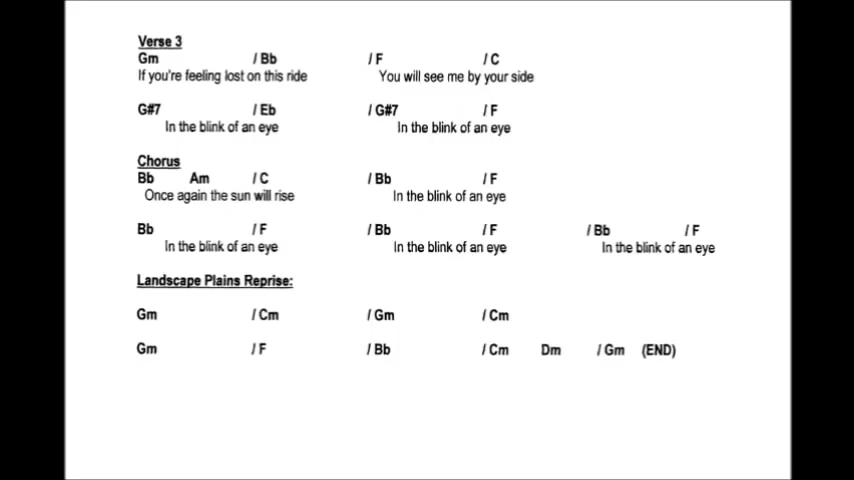 Verse 3
Gm / Bb / F / C
If you're feeling lost on this ride You will see me by your side
G#7 / Eb / G#7 / F
In the blink of an eye In the blink of an eye
Chorus
Bb Am / C / Bb / F
Once again the sun will rise In the blink of an eye
Bb / F / Bb / F / Bb / F
In the blink of an eye In the blink of an eye In the blink of an eye
Landscape Plains Reprise:
Gm / Cm / Gm / Cm
Gm / F / Bb / Cm Dm / Gm (END)